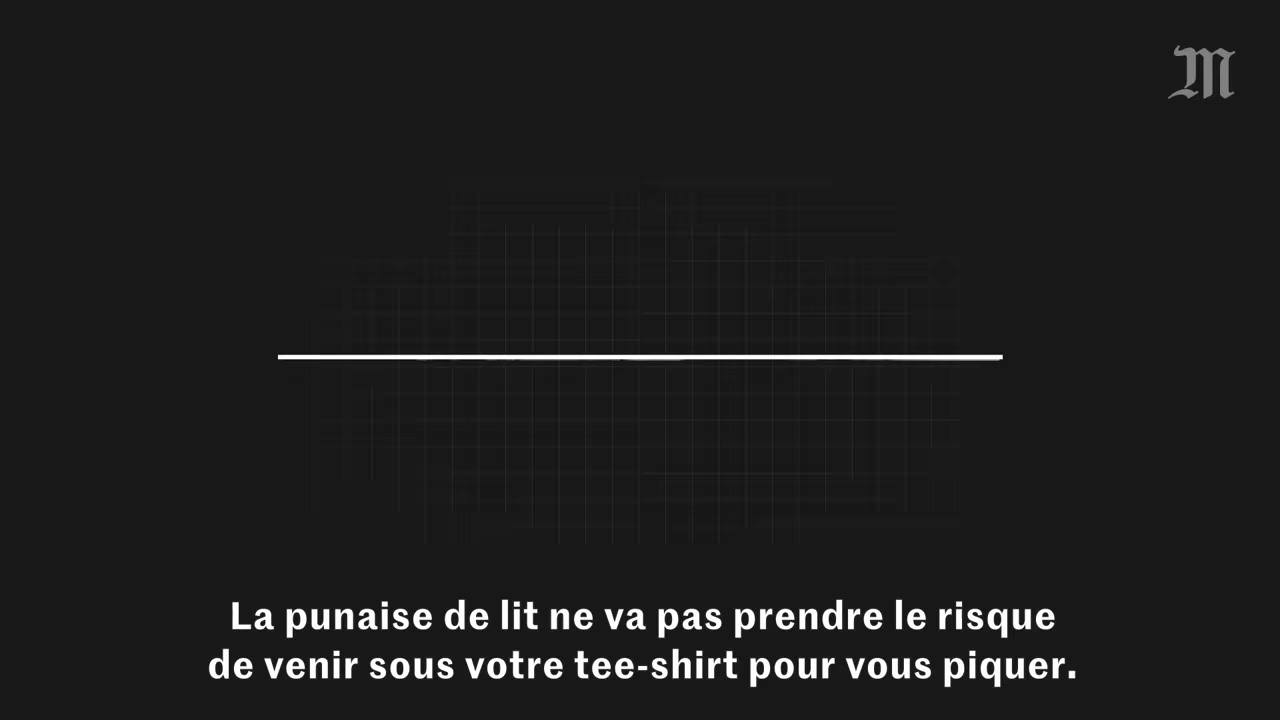 M
La punaise de lit ne va pas prendre le risque
de venir sous votre tee-shirt pour vous piquer.